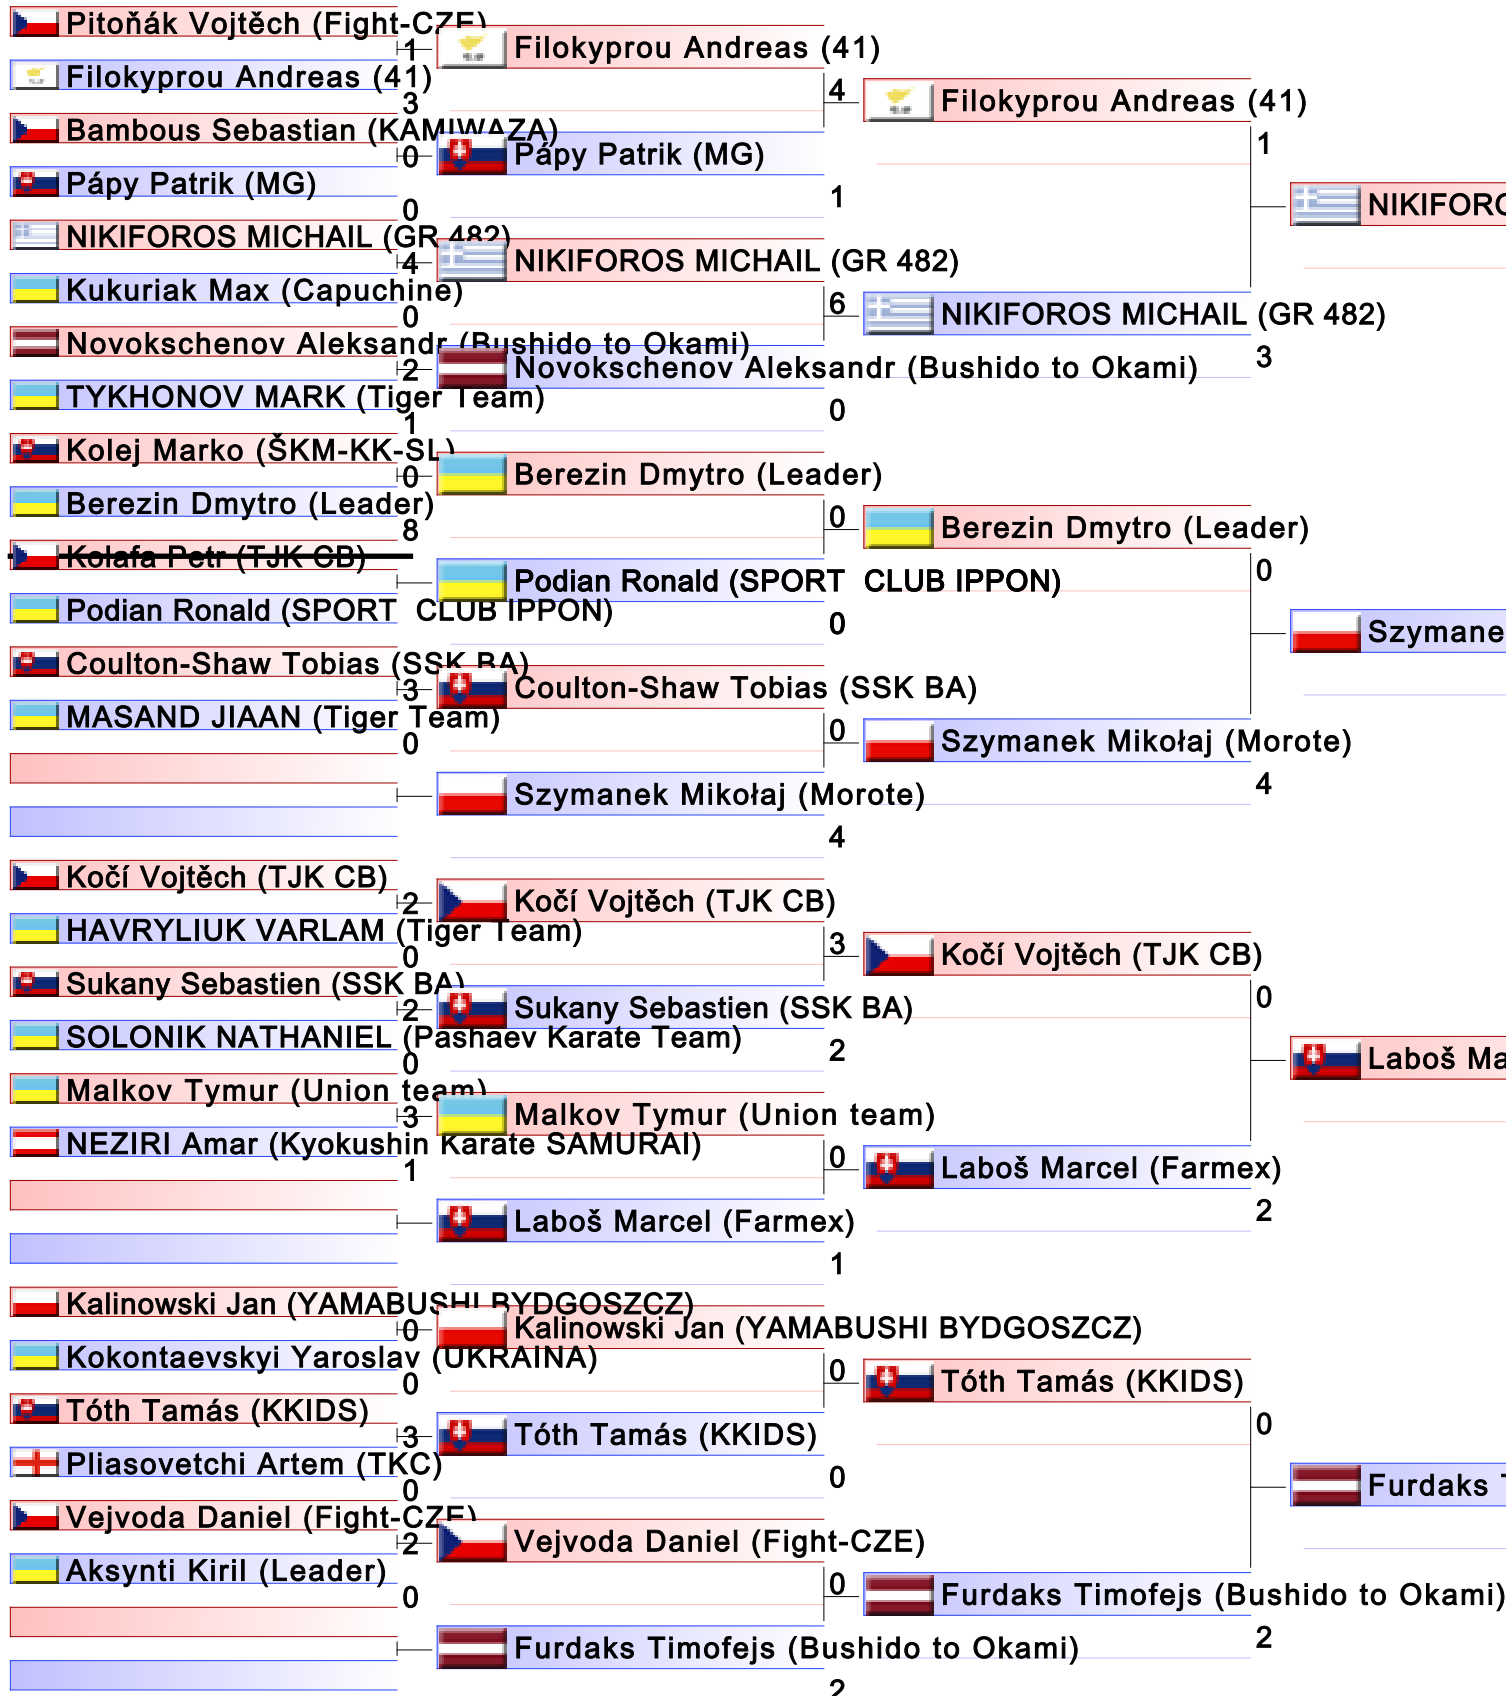 Pitoňák Vojtěch (Fight-CZE)
1
Filokyprou Andreas (41)
3
Bambous Sebastian (KAMIWAZA)
0
Pápy Patrik (MG)
0
NIKIFOROS MICHAIL (GR 482)
4
Kukuriak Max (Capuchine)
0
Novokschenov Aleksandr (Bushido to Okami)
2
TYKHONOV MARK (Tiger Team)
1
Kolej Marko (ŠKM-KK-SL)
0
Berezin Dmytro (Leader)
8
Kolafa Petr (TJK CB)
Podian Ronald (SPORT CLUB IPPON)
Coulton-Shaw Tobias (SSK BA)
3
MASAND JIAAN (Tiger Team)
0
Kočí Vojtěch (TJK CB)
2
HAVRYLIUK VARLAM (Tiger Team)
0
Sukany Sebastien (SSK BA)
2
SOLONIK NATHANIEL (Pashaev Karate Team)
0
Malkov Tymur (Union team)
3
NEZIRI Amar (Kyokushin Karate SAMURAI)
1
Kalinowski Jan (YAMABUSHI BYDGOSZCZ)
0
Kokontaevskyi Yaroslav (UKRAINA)
0
Tóth Tamás (KKIDS)
3
Pliasovetchi Artem (TKC)
0
Vejvoda Daniel (Fight-CZE)
2
Aksynti Kiril (Leader)
0
Filokyprou Andreas (41)
4
Pápy Patrik (MG)
1
NIKIFOROS MICHAIL (GR 482)
6
Novokschenov Aleksandr (Bushido to Okami)
0
Berezin Dmytro (Leader)
0
Podian Ronald (SPORT CLUB IPPON)
0
Coulton-Shaw Tobias (SSK BA)
0
Szymanek Mikołaj (Morote)
4
Kočí Vojtěch (TJK CB)
3
Sukany Sebastien (SSK BA)
2
Malkov Tymur (Union team)
0
Laboš Marcel (Farmex)
1
Kalinowski Jan (YAMABUSHI BYDGOSZCZ)
0
Tóth Tamás (KKIDS)
0
Vejvoda Daniel (Fight-CZE)
0
Furdaks Timofejs (Bushido to Okami)
2
Filokyprou Andreas (41)
1
NIKIFOROS MICHAIL (GR 482)
3
Berezin Dmytro (Leader)
0
Szymanek Mikołaj (Morote)
4
Kočí Vojtěch (TJK CB)
0
Laboš Marcel (Farmex)
2
Tóth Tamás (KKIDS)
0
Furdaks Timofejs (Bushido to Okami)
2
NIKIFORO
Szymane
Laboš Ma
Furdaks